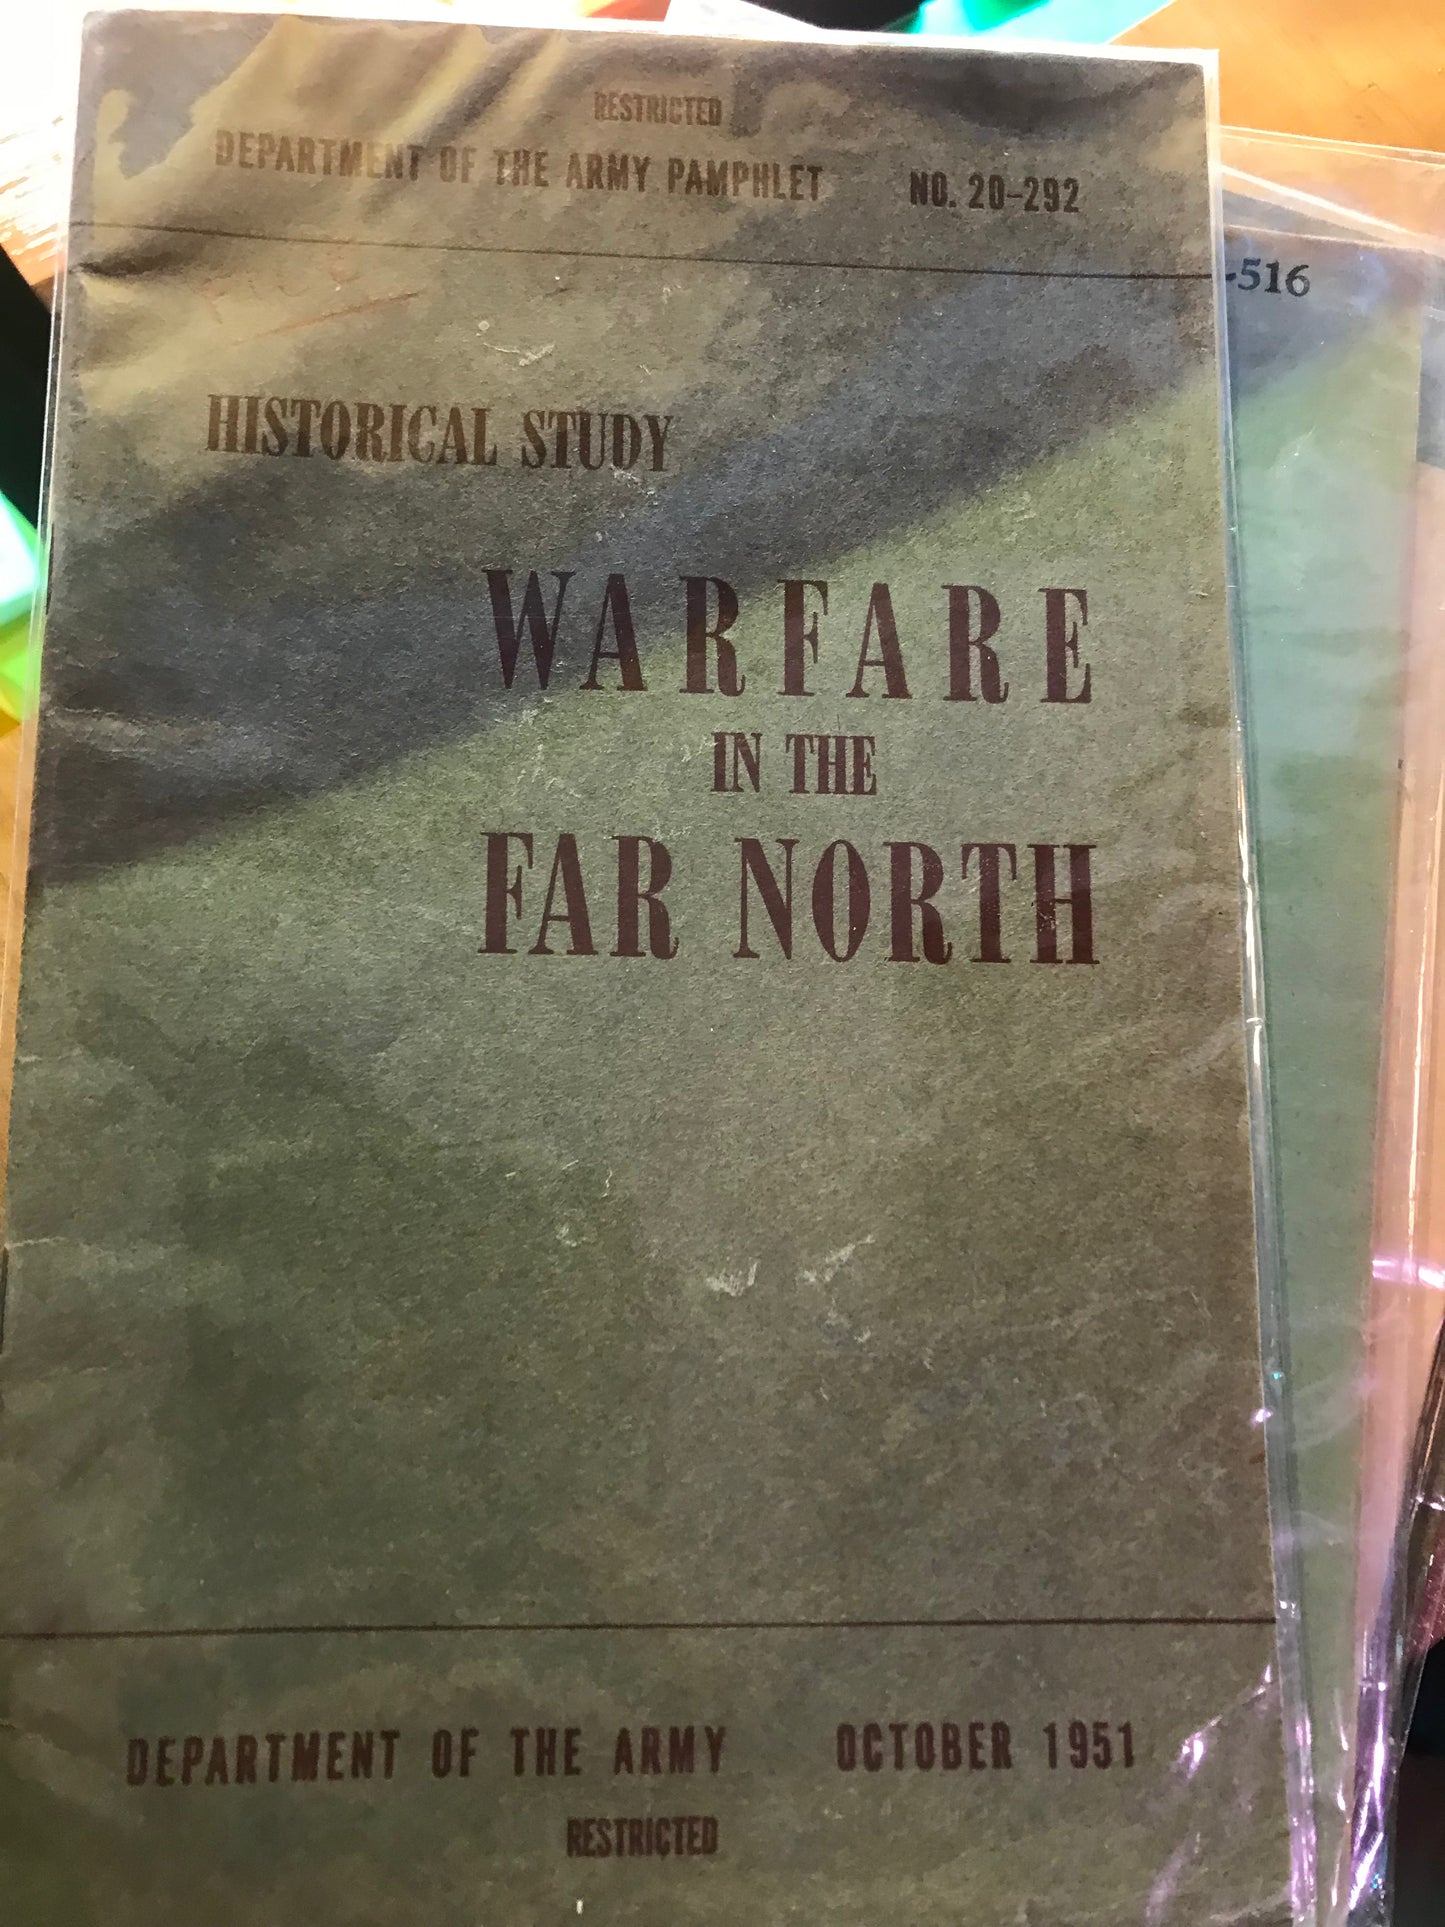 RESTRICTED
DEPARTMENT OF THE ARMY PAMPHLET NO. 20-292
-516
HISTORICAL STUDY
WARFARE
IN THE
FAR NORTH
DEPARTMENT OF THE ARMY OCTOBER 1951
RESTRICTED